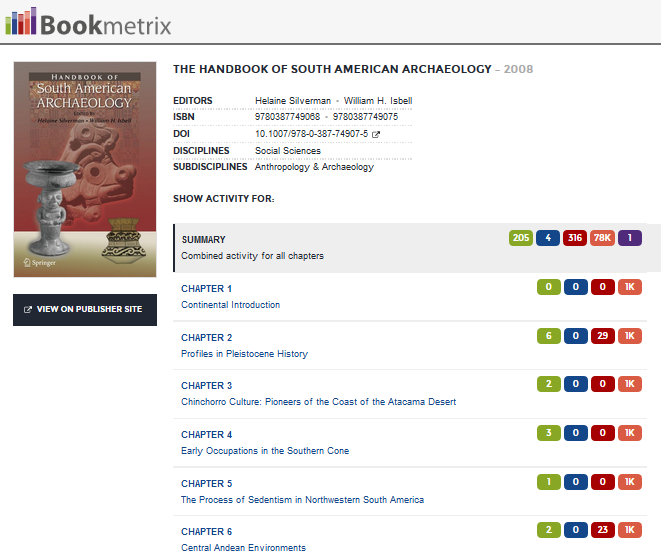 Bookmetrix
HANDBOOK OF
South American
ARCHAEOLOGY
Edited By
Helaine Silverman • William H. Isbell
Springer
VIEW ON PUBLISHER SITE
THE HANDBOOK OF SOUTH AMERICAN ARCHAEOLOGY – 2008
EDITORS Helaine Silverman - William H. Isbell
ISBN 9780387749068 - 9780387749075
DOI 10.1007/978-0-387-74907-5
DISCIPLINES Social Sciences
SUBDISCIPLINES Anthropology & Archaeology
SHOW ACTIVITY FOR:
SUMMARY 205 4 316 78K 1
Combined activity for all chapters
CHAPTER 1 0 0 0 1K
Continental Introduction
CHAPTER 2 6 0 29 1K
Profiles in Pleistocene History
CHAPTER 3 2 0 0 1K
Chinchorro Culture: Pioneers of the Coast of the Atacama Desert
CHAPTER 4 3 0 0 1K
Early Occupations in the Southern Cone
CHAPTER 5 1 0 0 1K
The Process of Sedentism in Northwestern South America
CHAPTER 6 2 0 23 1K
Central Andean Environments